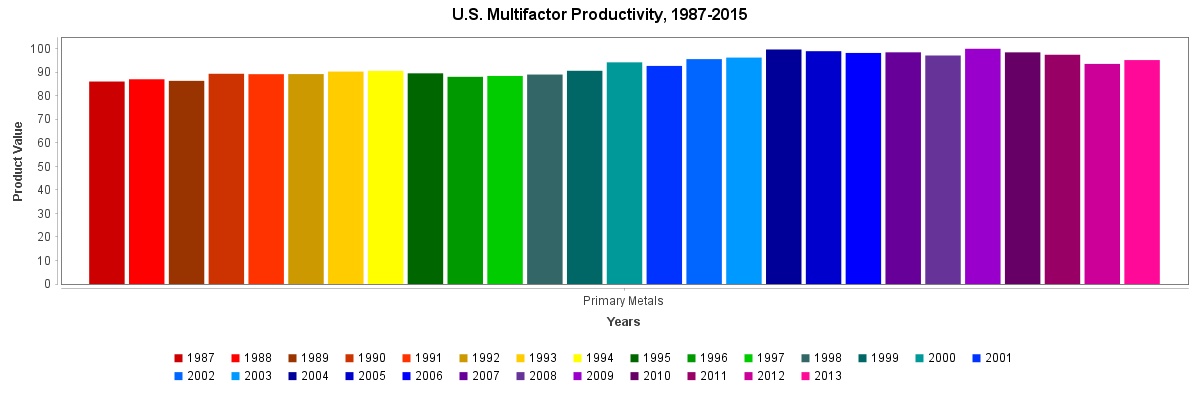 U.S. Multifactor Productivity, 1987-2015
Product Value
100
90
80
70
60
50
40
30
20
10
0
Primary Metals
Years
1987 1988 1989 1990 1991 1992 1993 1994 1995 1996 1997 1998 1999 2000 2001
2002 2003 2004 2005 2006 2007 2008 2009 2010 2011 2012 2013